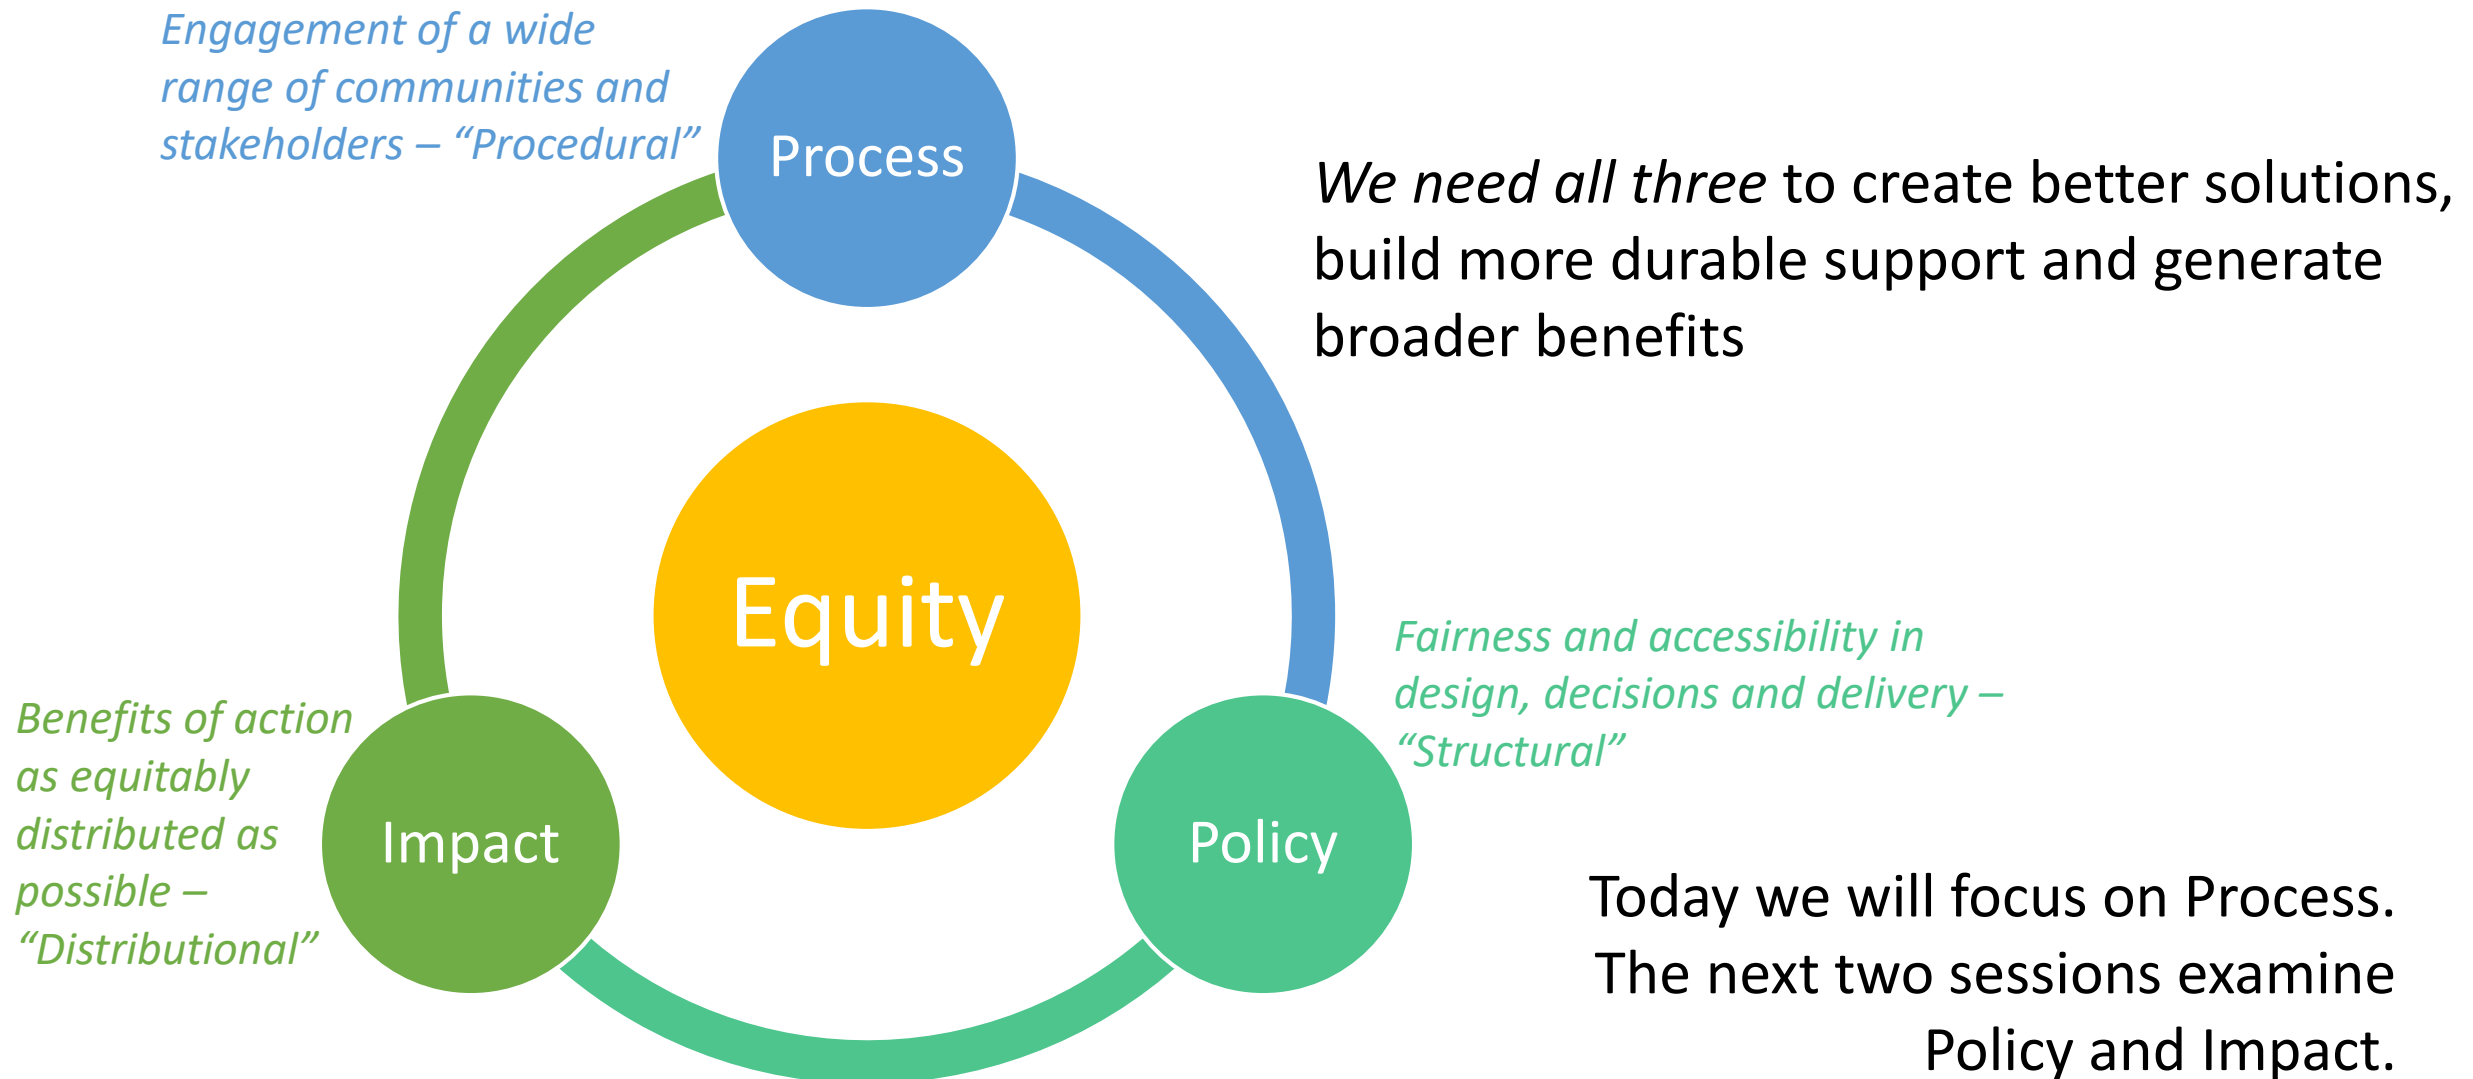 Engagement of a wide
range of communities and
stakeholders – “Procedural”
Process
We need all three to create better solutions,
build more durable support and generate
broader benefits
Equity
Fairness and accessibility in
design, decisions and delivery –
“Structural”
Benefits of action
as equitably
distributed as
possible –
“Distributional”
Impact
Policy
Today we will focus on Process.
The next two sessions examine
Policy and Impact.